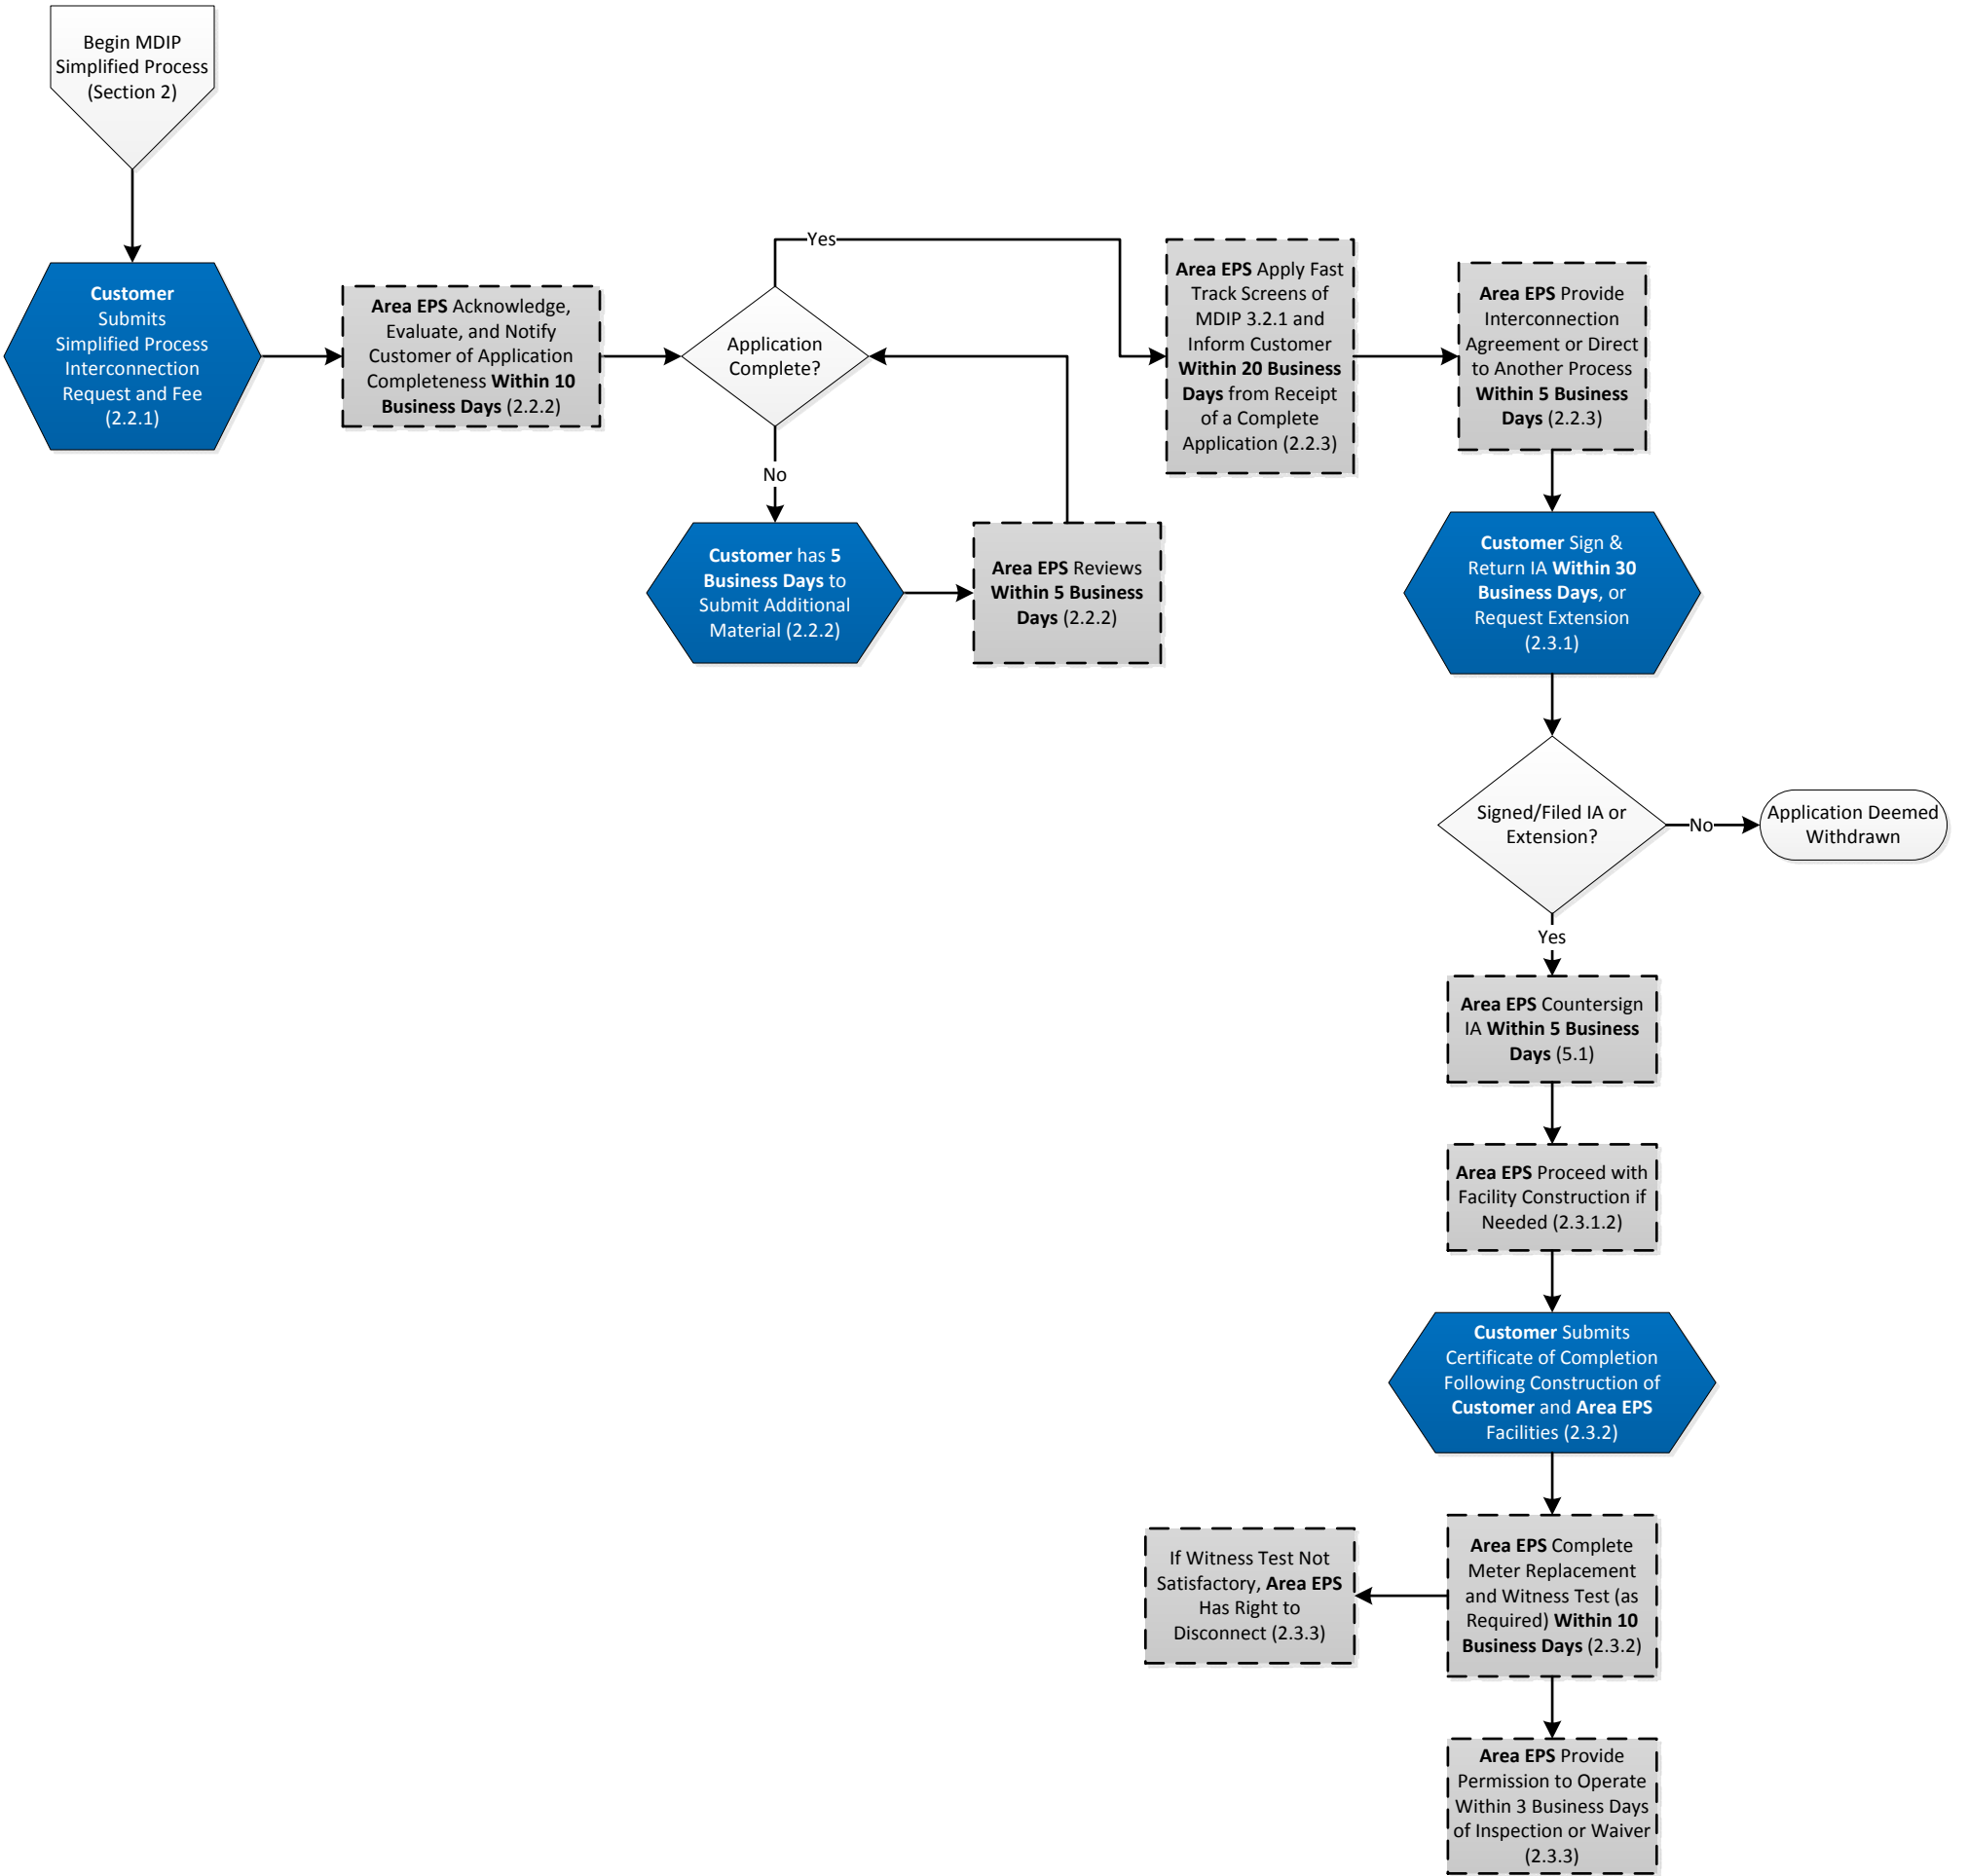 Begin MDIP
Simplified Process
(Section 2)
Customer
Submits
Simplified Process
Interconnection
Request and Fee
(2.2.1)
Area EPS Acknowledge,
Evaluate, and Notify
Customer of Application
Completeness Within 10
Business Days (2.2.2)
Application
Complete?
Yes
No
Customer has 5
Business Days to
Submit Additional
Material (2.2.2)
Area EPS Reviews
Within 5 Business
Days (2.2.2)
Area EPS Apply Fast
Track Screens of
MDIP 3.2.1 and
Inform Customer
Within 20 Business
Days from Receipt
of a Complete
Application (2.2.3)
Area EPS Provide
Interconnection
Agreement or Direct
to Another Process
Within 5 Business
Days (2.2.3)
Customer Sign &
Return IA Within 30
Business Days, or
Request Extension
(2.3.1)
Signed/Filed IA or
Extension?
No
Application Deemed
Withdrawn
Yes
Area EPS Countersign
IA Within 5 Business
Days (5.1)
Area EPS Proceed with
Facility Construction if
Needed (2.3.1.2)
Customer Submits
Certificate of Completion
Following Construction of
Customer and Area EPS
Facilities (2.3.2)
Area EPS Complete
Meter Replacement
and Witness Test (as
Required) Within 10
Business Days (2.3.2)
If Witness Test Not
Satisfactory, Area EPS
Has Right to
Disconnect (2.3.3)
Area EPS Provide
Permission to Operate
Within 3 Business Days
of Inspection or Waiver
(2.3.3)